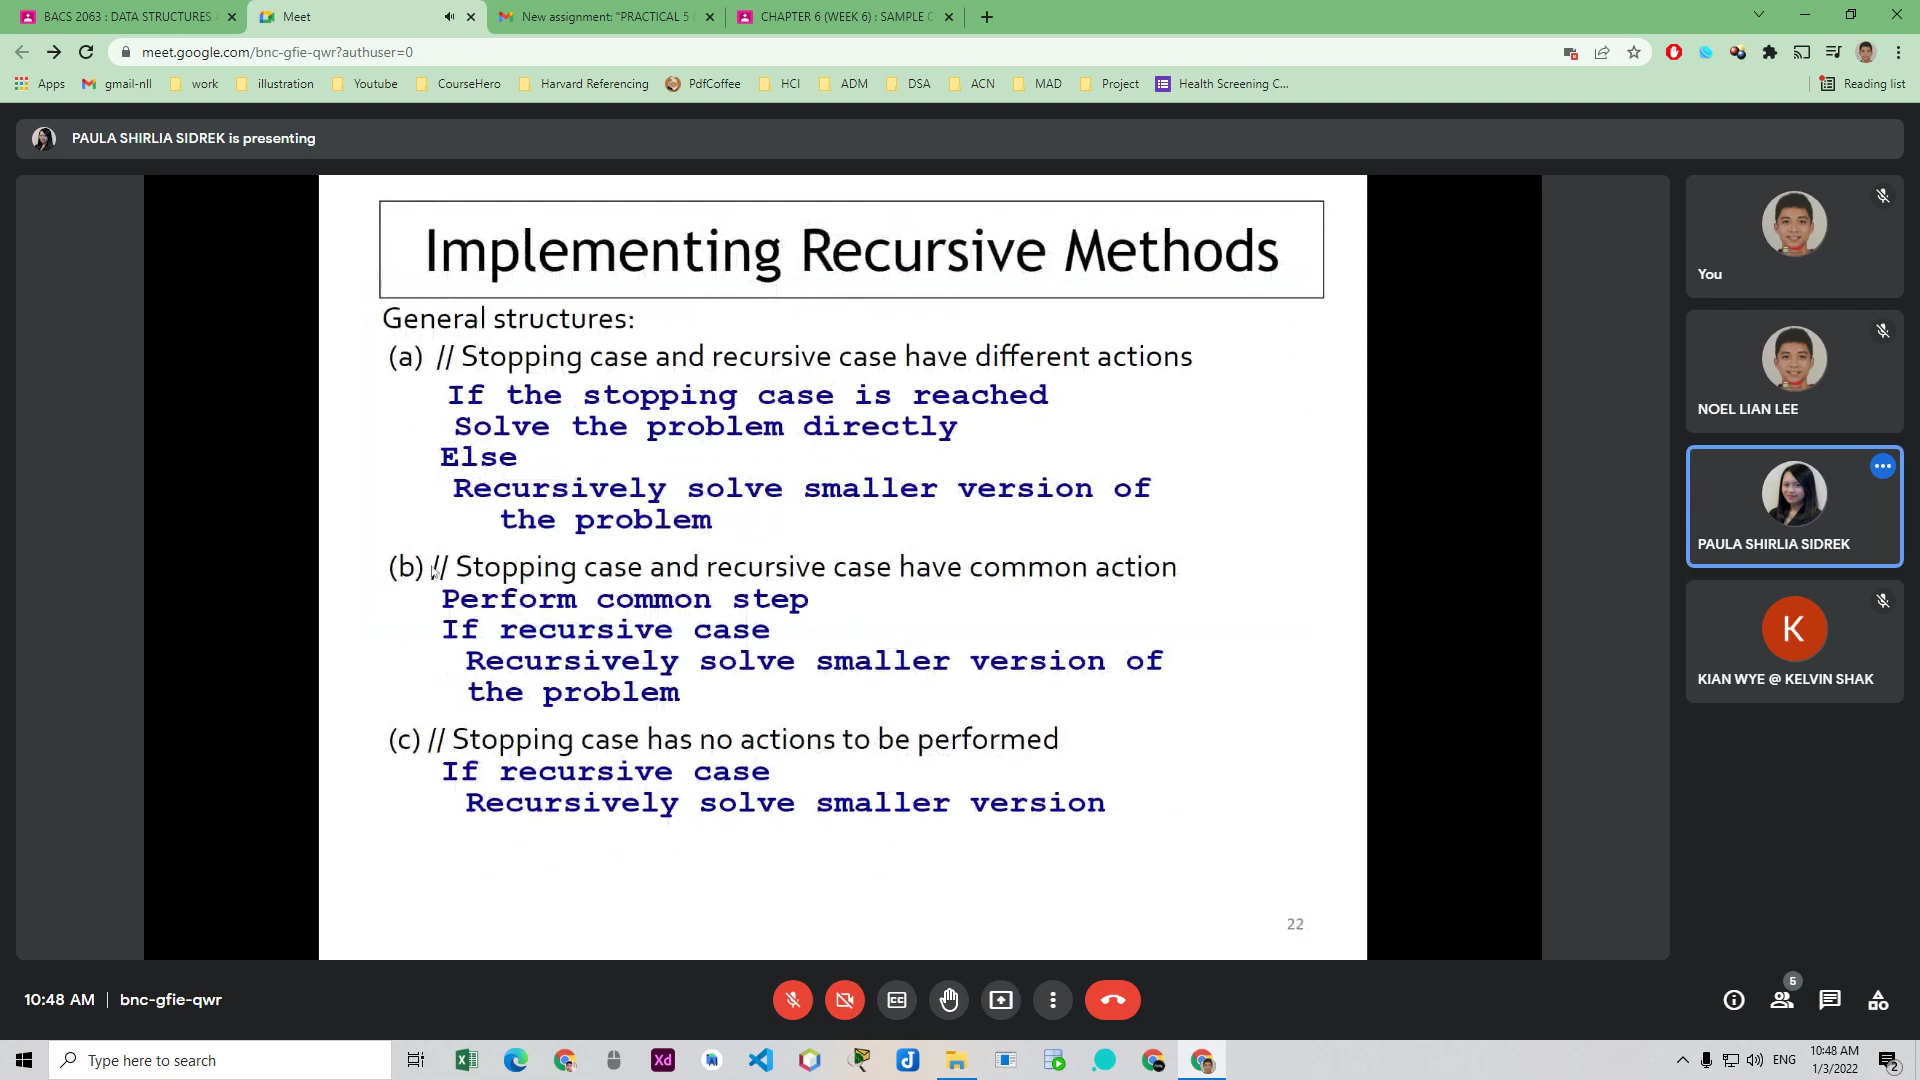 BACS 2063 : DATA STRUCTURES
Meet
New assignment: "PRACTICAL 5 (
CHAPTER 6 (WEEK 6) : SAMPLE C
meet.google.com/bnc-gfie-qwr?authuser=0
Apps
gmail-nll
work
illustration
Youtube
CourseHero
Harvard Referencing
PdfCoffee
HCI
ADM
DSA
ACN
MAD
Project
Health Screening C...
Reading list
PAULA SHIRLIA SIDREK is presenting
Implementing Recursive Methods
General structures:
(a) // Stopping case and recursive case have different actions
If the stopping case is reached
Solve the problem directly
Else
Recursively solve smaller version of
the problem
(b) // Stopping case and recursive case have common action
Perform common step
If recursive case
Recursively solve smaller version of
the problem
(c) // Stopping case has no actions to be performed
If recursive case
Recursively solve smaller version
22
You
NOEL LIAN LEE
PAULA SHIRLIA SIDREK
K
KIAN WYE @ KELVIN SHAK
10:48 AM | bnc-gfie-qwr
5
Type here to search
Xd
ENG
10:48 AM
1/3/2022
2